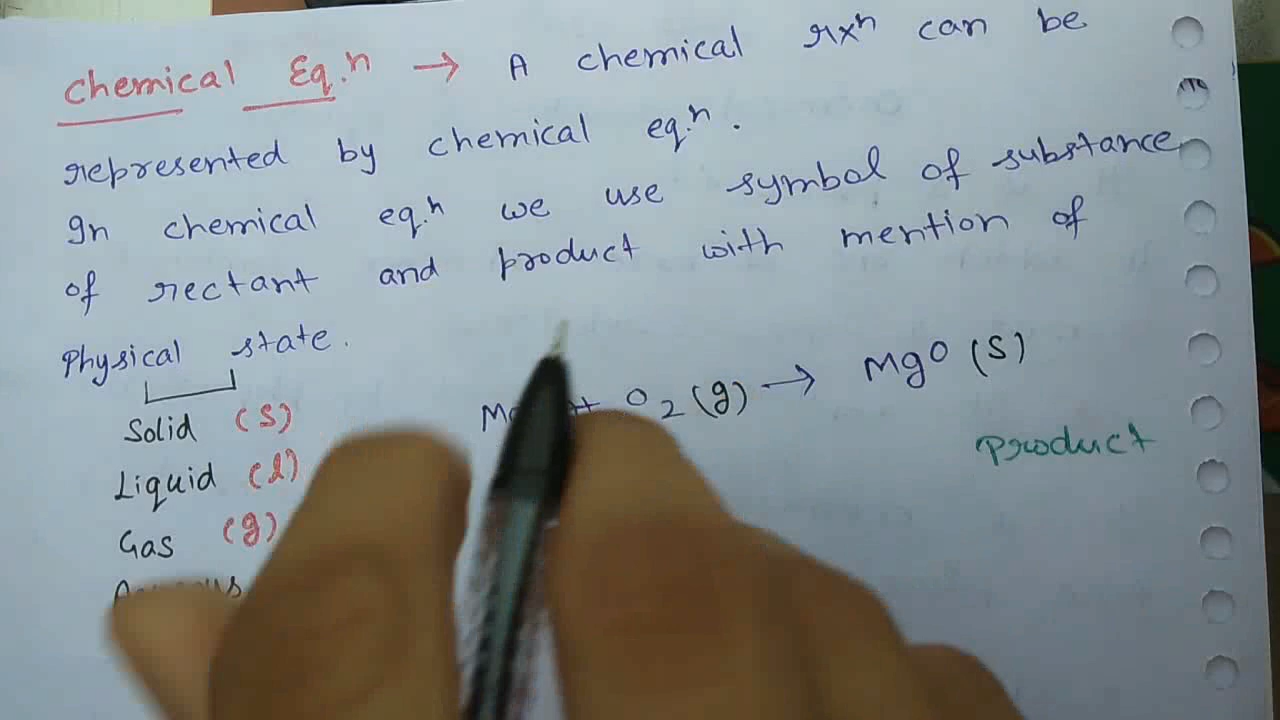 chemical Eq.n → A chemical rxn can be
represented by chemical eq.n.
In chemical eq.n we use symbol of substance
of rectant and product with mention of
Physical state.
Solid (S)
Liquid (l)
Gas (g)
+ O2 (g) → MgO (S)
product